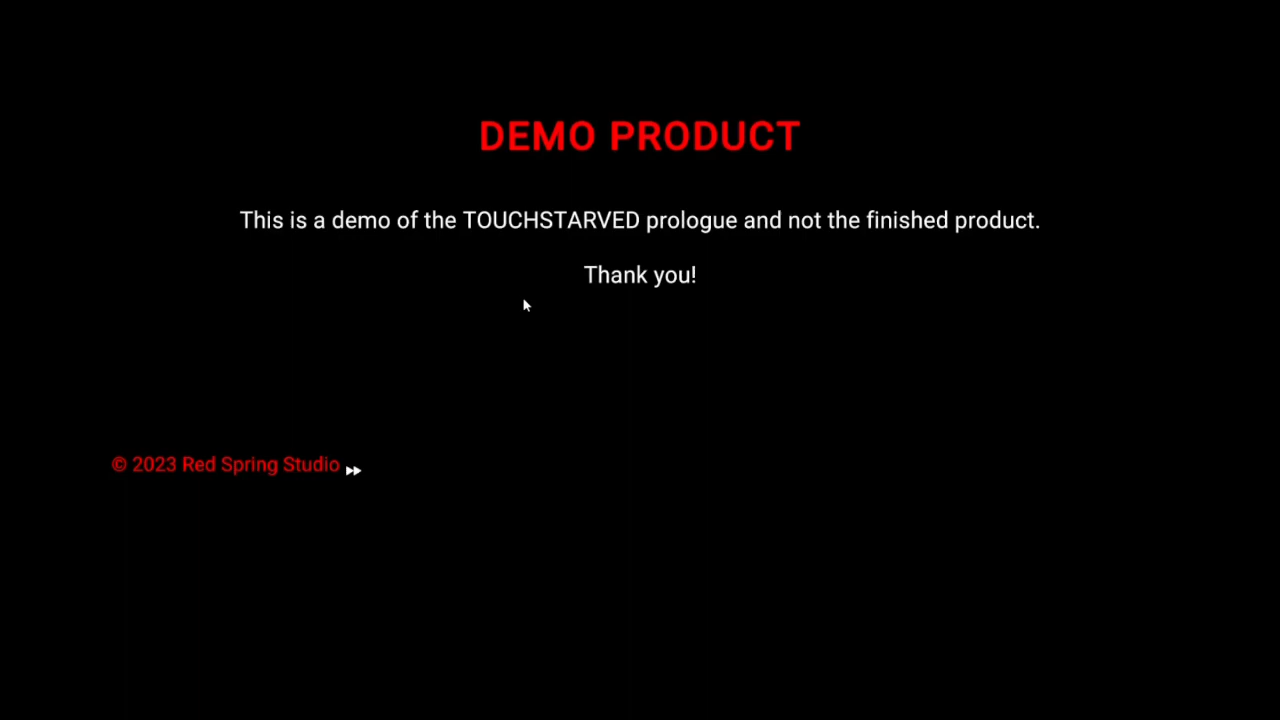 DEMO PRODUCT
This is a demo of the TOUCHSTARVED prologue and not the finished product.
Thank you!
© 2023 Red Spring Studio